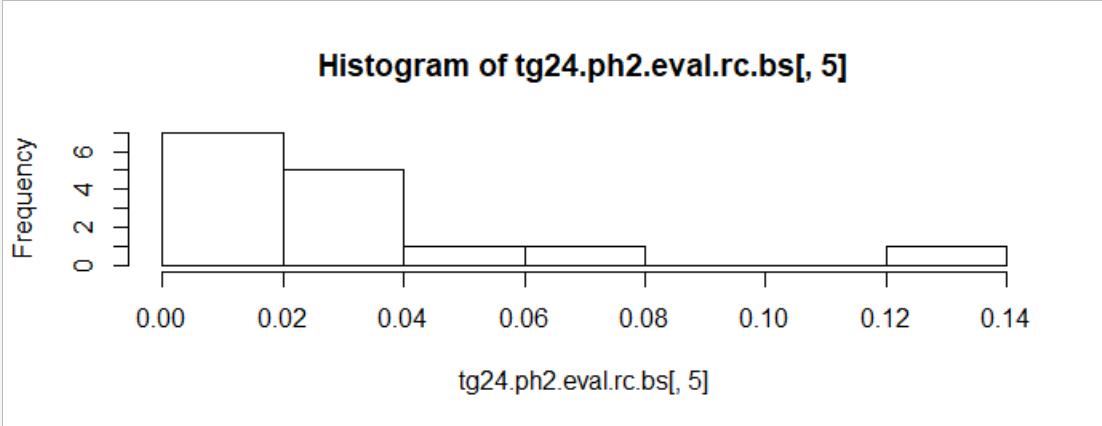 Histogram of tg24.ph2.eval.rc.bs[, 5]
Frequency
6
4
2
0
0.00 0.02 0.04 0.06 0.08 0.10 0.12 0.14
tg24.ph2.eval.rc.bs[, 5]